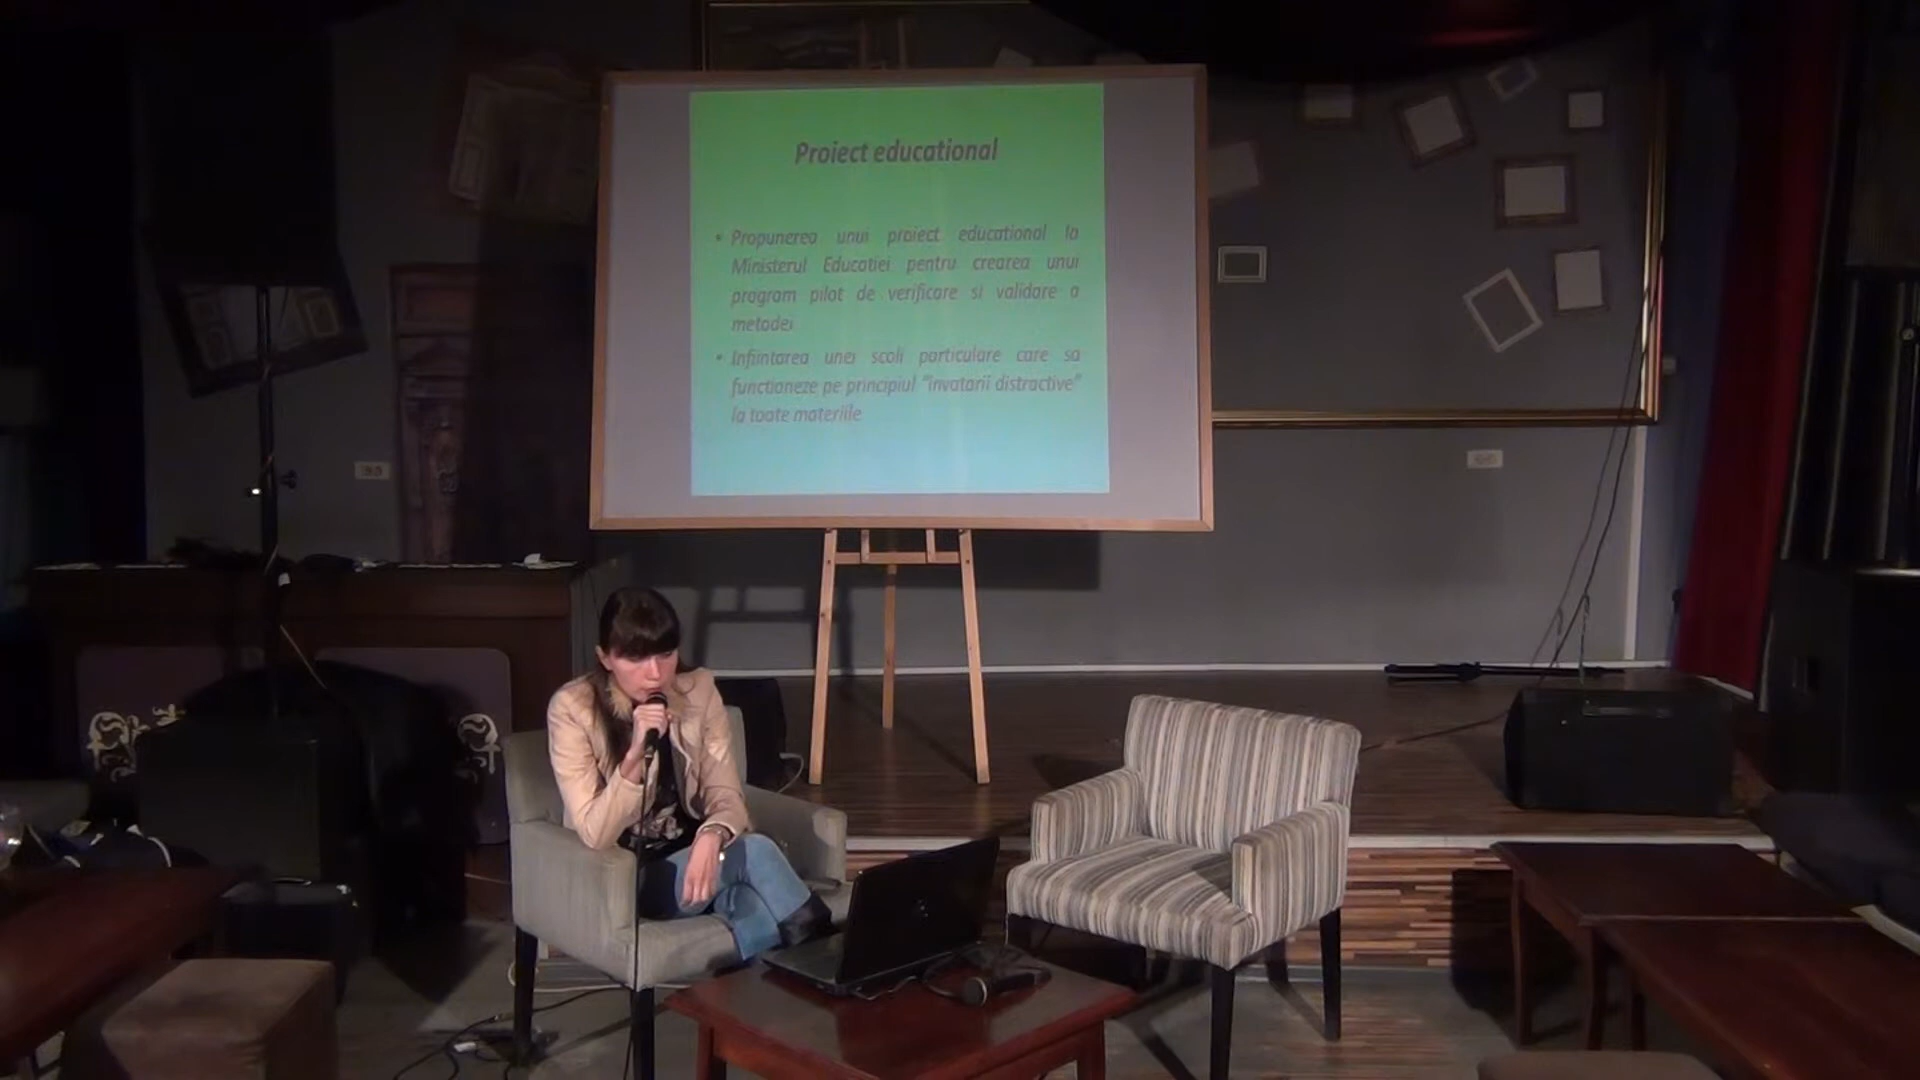 Proiect educational
• Propunerea unui proiect educational la
Ministerul Educatiei pentru crearea unui
program pilot de verificare si validare a
metodei
• Infiintarea unei scoli particulare care sa
functioneze pe principiul "invatarii distractive"
la toate materiile